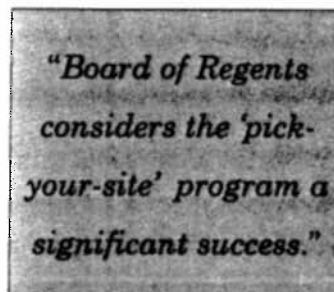 “Board of Regents
considers the ‘pick-
your-site’ program a
significant success.”